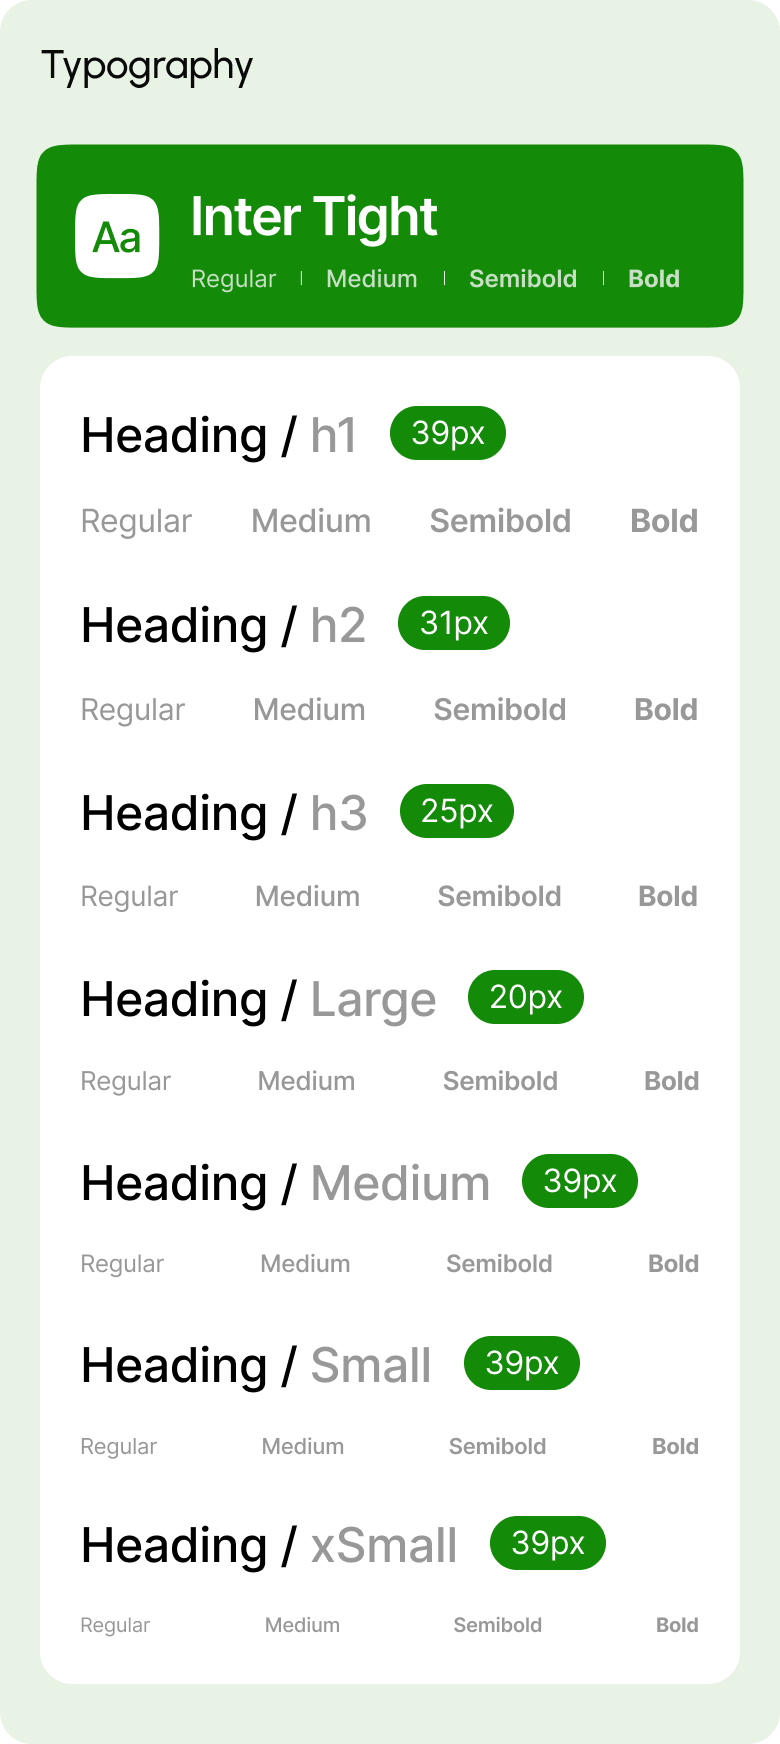 Typography
Aa
Inter Tight
Regular | Medium | Semibold | Bold
Heading / h1 39px
Regular Medium Semibold Bold
Heading / h2 31px
Regular Medium Semibold Bold
Heading / h3 25px
Regular Medium Semibold Bold
Heading / Large 20px
Regular Medium Semibold Bold
Heading / Medium 39px
Regular Medium Semibold Bold
Heading / Small 39px
Regular Medium Semibold Bold
Heading / xSmall 39px
Regular Medium Semibold Bold